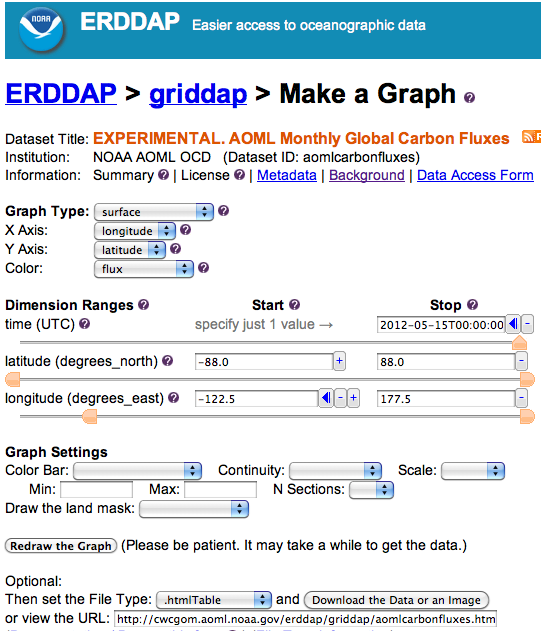 NOAA
ERDDAP Easier access to oceanographic data
ERDDAP > griddap > Make a Graph ?
Dataset Title: EXPERIMENTAL. AOML Monthly Global Carbon Fluxes
Institution: NOAA AOML OCD (Dataset ID: aomlcarbonfluxes)
Information: Summary ? | License ? | Metadata | Background | Data Access Form
Graph Type: surface ?
X Axis: longitude ?
Y Axis: latitude ?
Color: flux ?
Dimension Ranges ? Start ? Stop ?
time (UTC) ? specify just 1 value → 2012-05-15T00:00:00 -
latitude (degrees_north) ? -88.0 + 88.0 -
longitude (degrees_east) ? -122.5 - + 177.5 -
Graph Settings
Color Bar: Continuity: Scale:
Min: Max: N Sections:
Draw the land mask:
Redraw the Graph (Please be patient. It may take a while to get the data.)
Optional:
Then set the File Type: .htmlTable and Download the Data or an Image
or view the URL: http://cwcgom.aoml.noaa.gov/erddap/griddap/aomlcarbonfluxes.htm